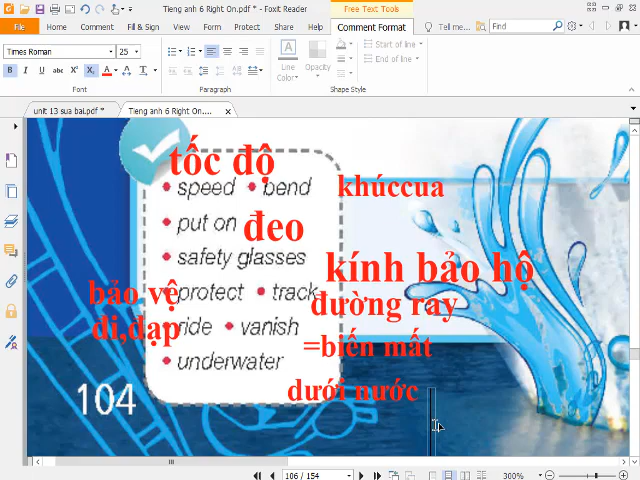 Tieng anh 6 Right On.pdf * - Foxit Reader
Free Text Tools
File
Home
Comment
Fill & Sign
View
Form
Protect
Share
Help
Comment Format
Tell me...
Find
Times Roman
25
Font
Paragraph
Line Color
Opacity
Start of line
End of line
Shape Style
unit 13 sua bai.pdf *
Tieng anh 6 Right On....
tốc độ
• speed • bend
khúccua
• put on
đeo
• safety glasses
kính bảo hộ
bảo vệ
protect • track
đường ray
đi,đạp
ride • vanish
=biến mất
• underwater
dưới nước
104
106 / 154
300%